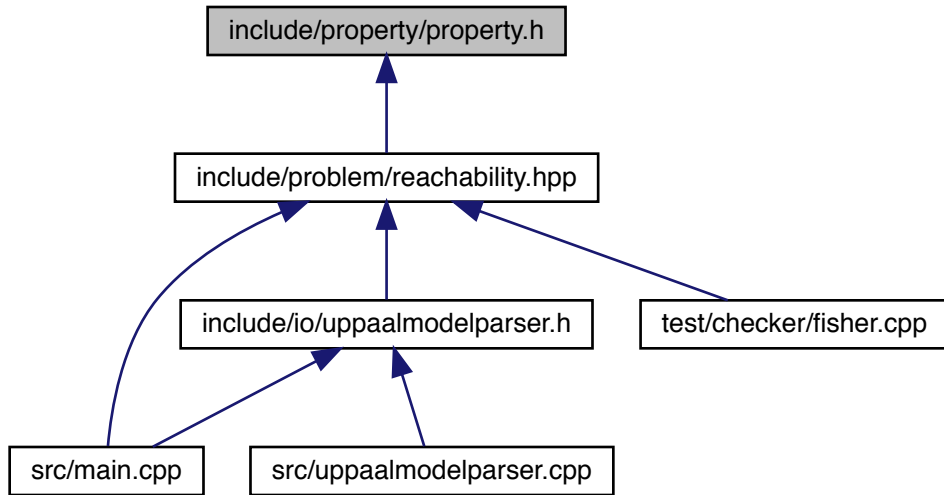 include/property/property.h
include/problem/reachability.hpp
include/io/uppaalmodelparser.h
test/checker/fisher.cpp
src/main.cpp
src/uppaalmodelparser.cpp